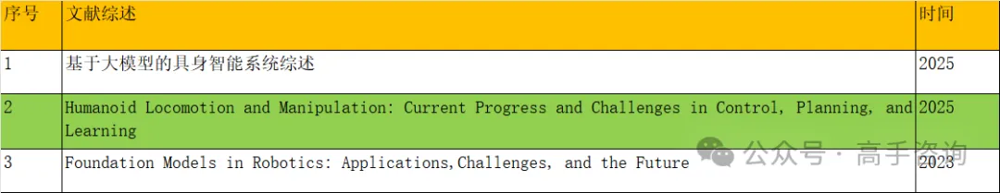 序号 文献综述 时间
1 基于大模型的具身智能系统综述 2025
2 Humanoid Locomotion and Manipulation: Current Progress and Challenges in Control, Planning, and 2025
Learning
3 Foundation Models in Robotics: Applications,Challenges, and the Future 2023
公众号·高手咨询